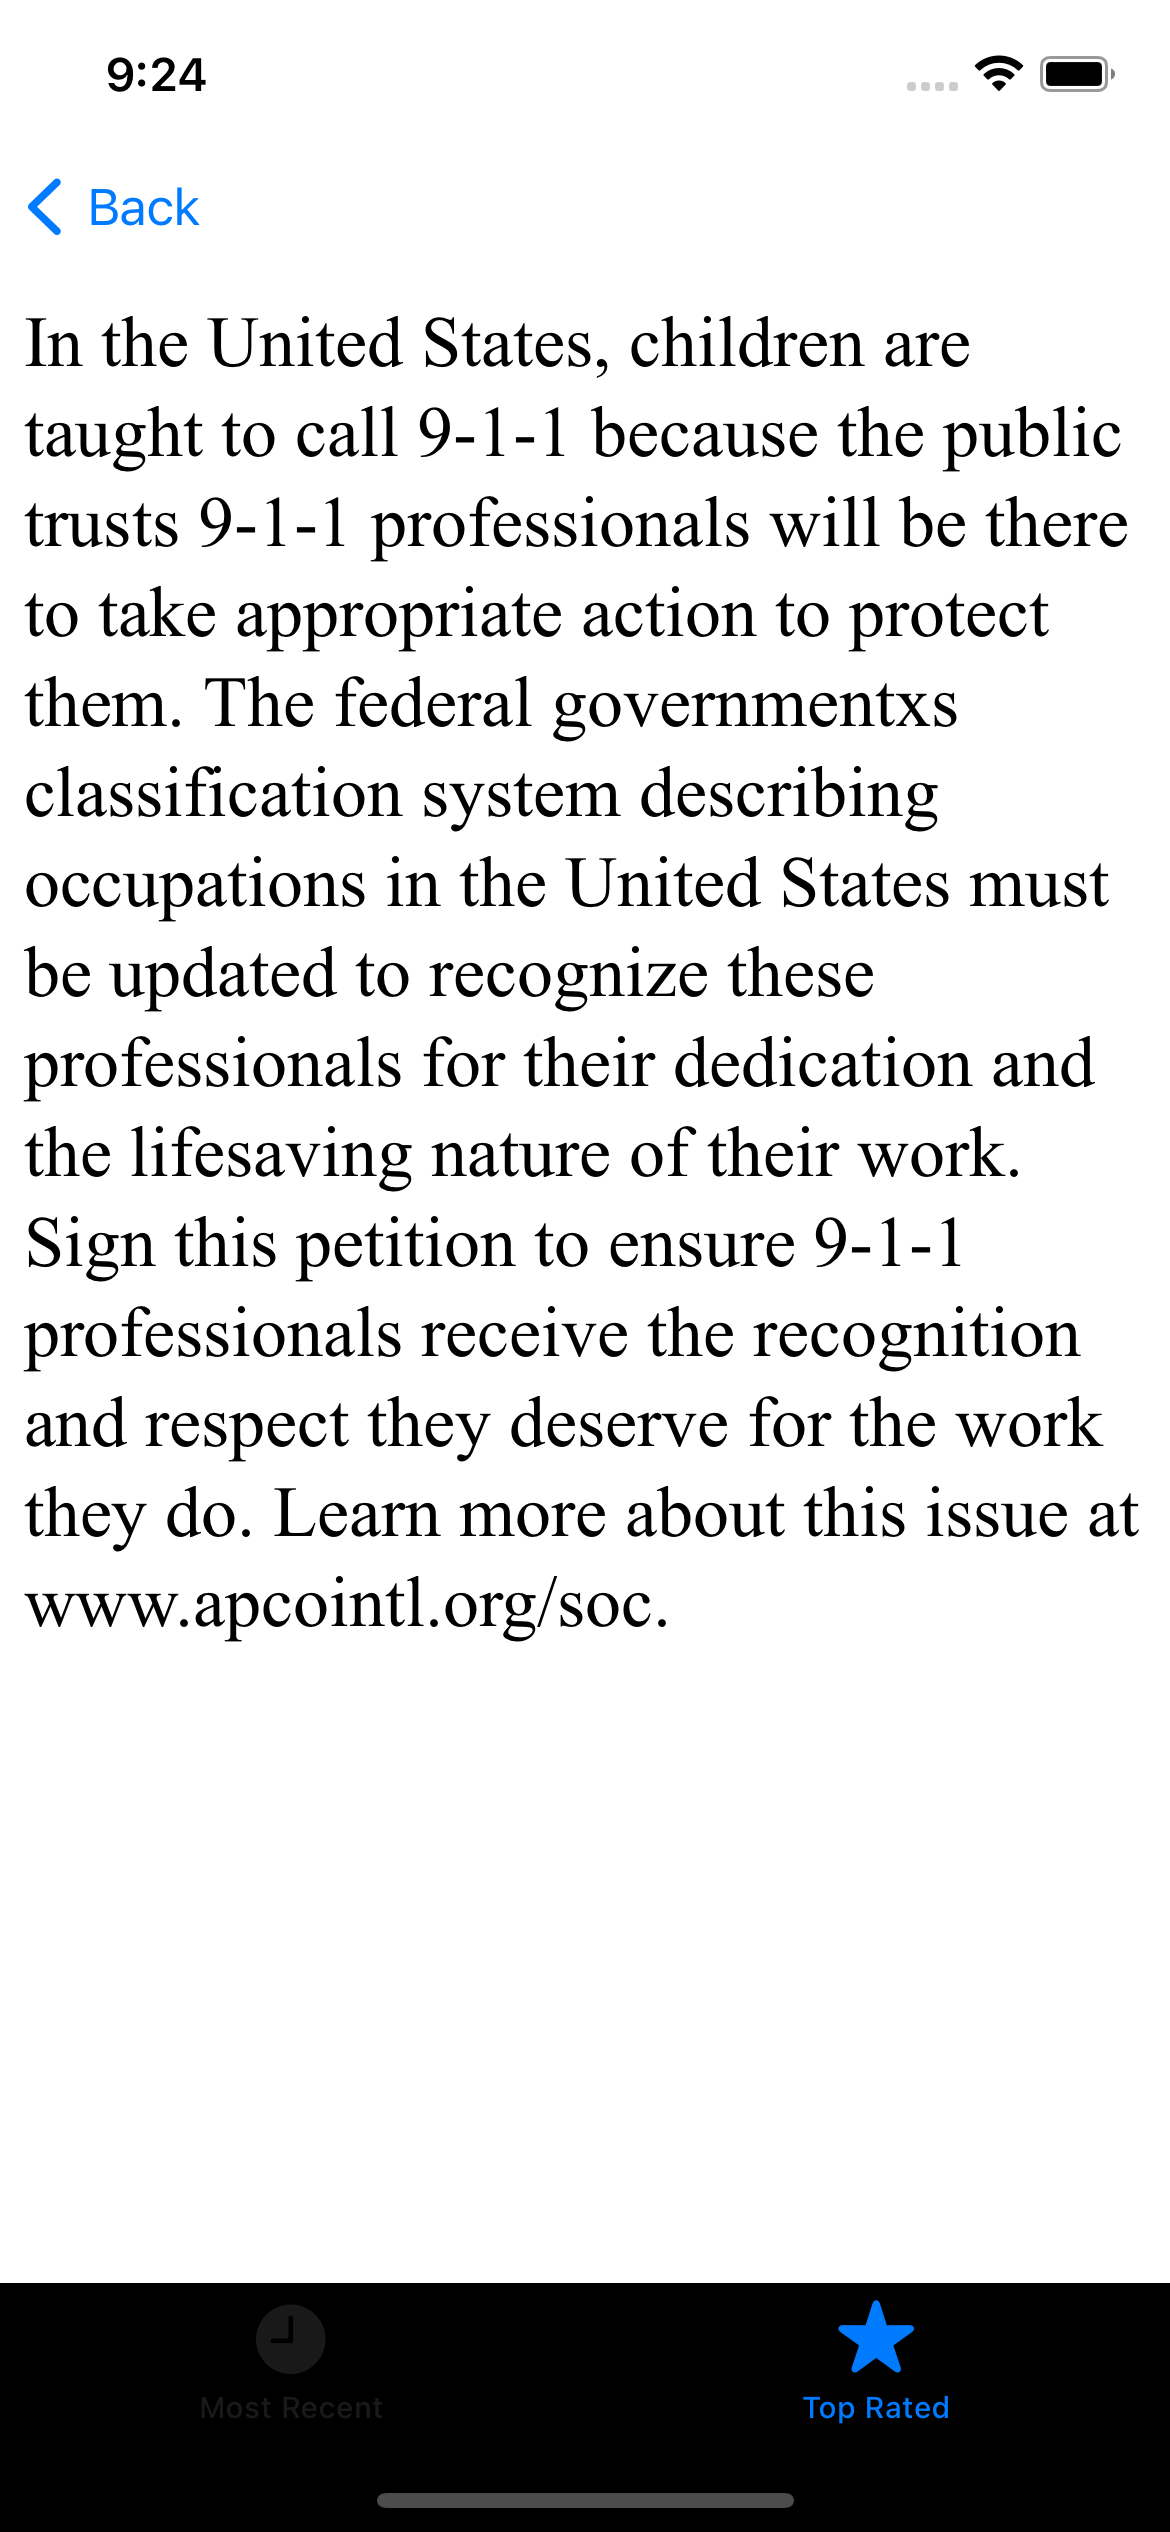 9:24
Back
In the United States, children are
taught to call 9-1-1 because the public
trusts 9-1-1 professionals will be there
to take appropriate action to protect
them. The federal governmentxs
classification system describing
occupations in the United States must
be updated to recognize these
professionals for their dedication and
the lifesaving nature of their work.
Sign this petition to ensure 9-1-1
professionals receive the recognition
and respect they deserve for the work
they do. Learn more about this issue at
www.apcointl.org/soc.
Most Recent
Top Rated